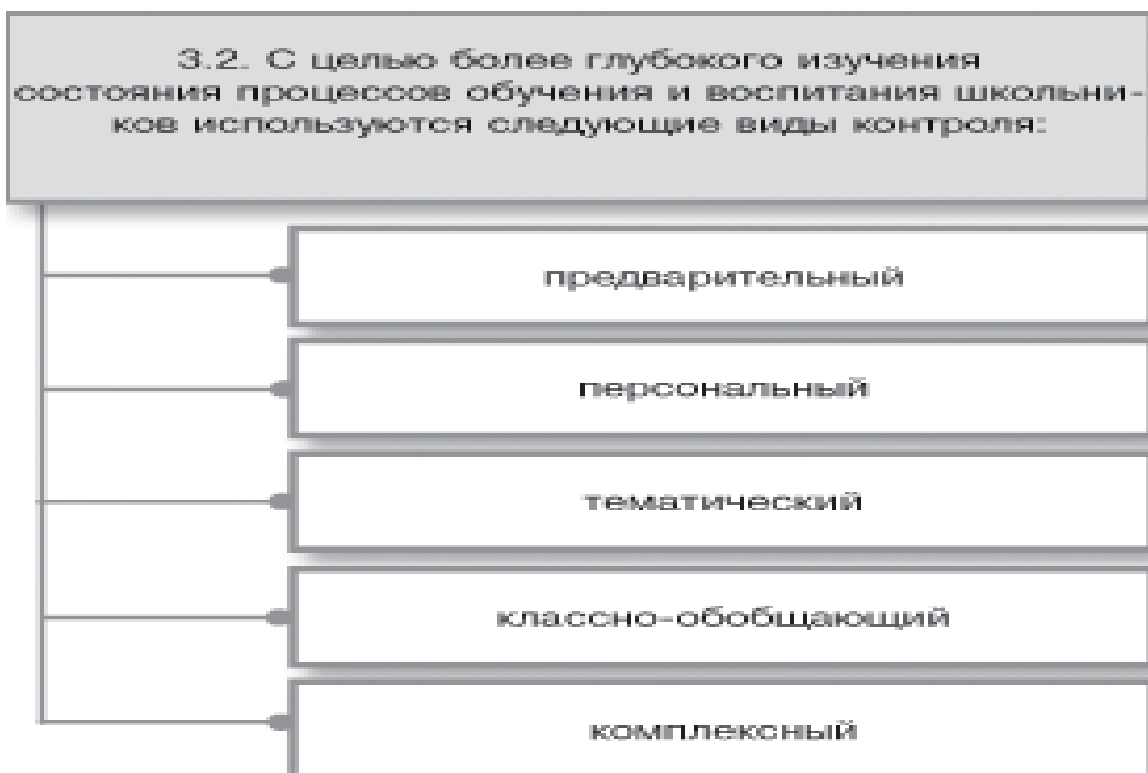 3.2. С целью более глубокого изучения
состояния процессов обучения и воспитания школьни-
ков используются следующие виды контроля:
предварительный
персональный
тематический
классно-обобщающий
комплексный